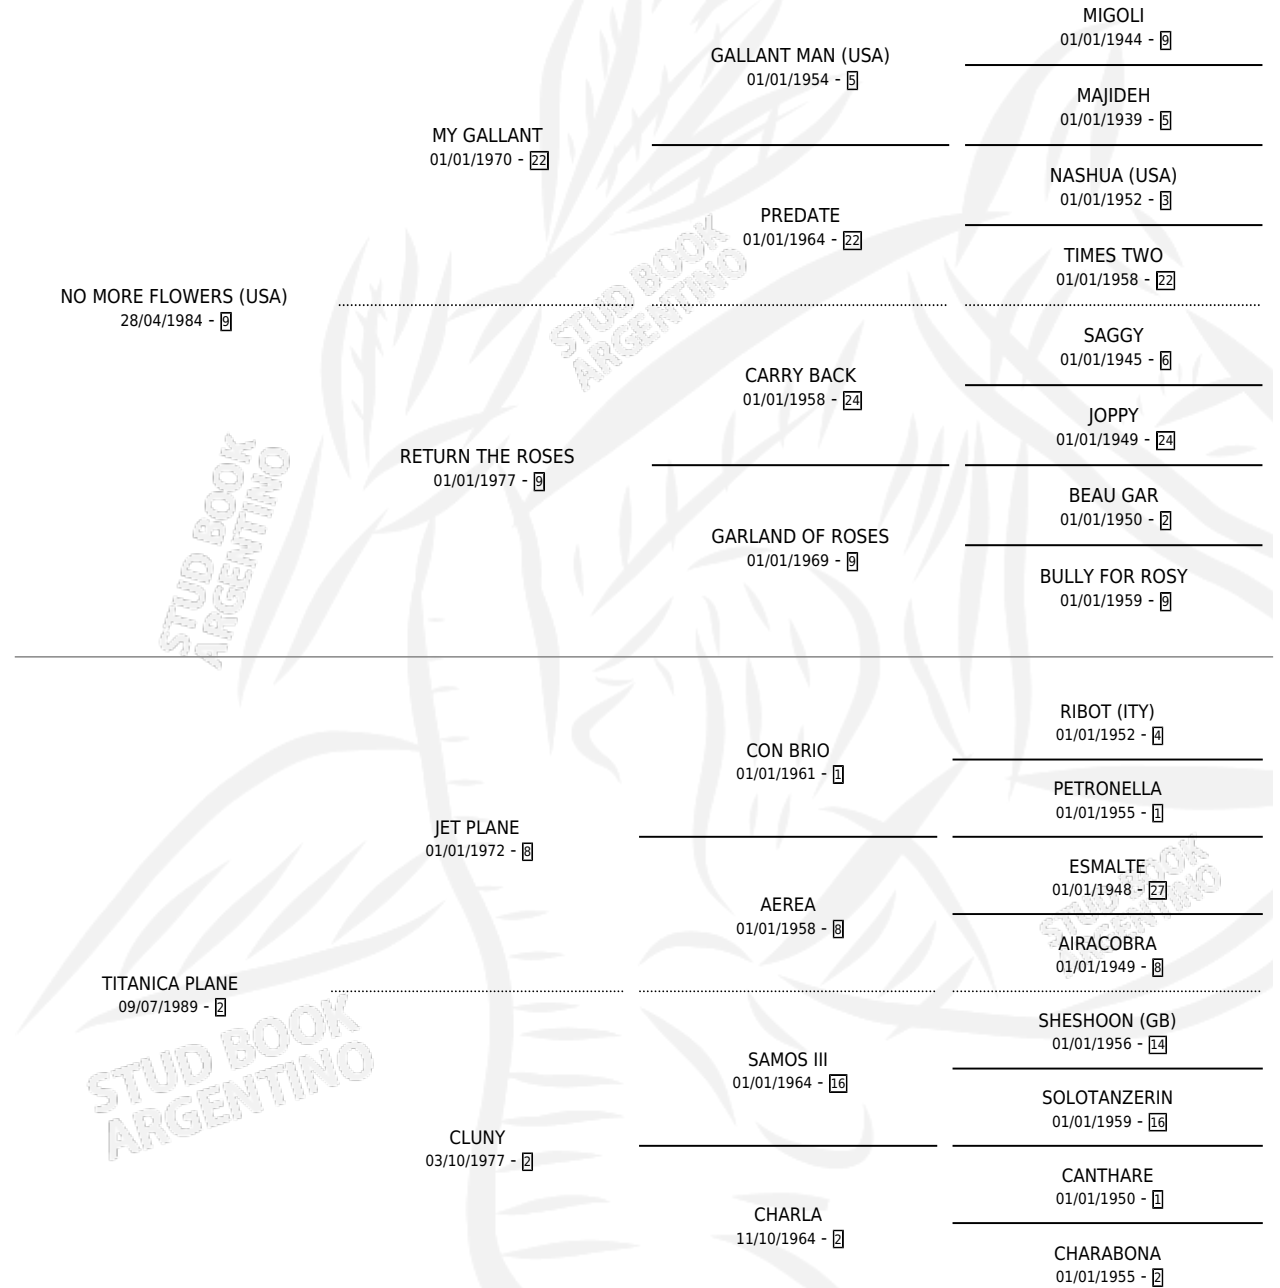 MIGOLI
01/01/1944 - 9
GALLANT MAN (USA)
01/01/1954 - 5
MAJIDEH
01/01/1939 - 5
MY GALLANT
01/01/1970 - 22
NASHUA (USA)
01/01/1952 - 3
PREDATE
01/01/1964 - 22
TIMES TWO
01/01/1958 - 22
NO MORE FLOWERS (USA)
28/04/1984 - 9
SAGGY
01/01/1945 - 6
CARRY BACK
01/01/1958 - 24
JOPPY
01/01/1949 - 24
RETURN THE ROSES
01/01/1977 - 9
BEAU GAR
01/01/1950 - 2
GARLAND OF ROSES
01/01/1969 - 9
BULLY FOR ROSY
01/01/1959 - 9
RIBOT (ITY)
01/01/1952 - 4
CON BRIO
01/01/1961 - 1
PETRONELLA
01/01/1955 - 1
JET PLANE
01/01/1972 - 8
ESMALTE
01/01/1948 - 27
AEREA
01/01/1958 - 8
AIRACOBRA
01/01/1949 - 8
TITANICA PLANE
09/07/1989 - 2
SHESHOON (GB)
01/01/1956 - 14
SAMOS III
01/01/1964 - 16
SOLOTANZERIN
01/01/1959 - 16
CLUNY
03/10/1977 - 2
CANTHARE
01/01/1950 - 1
CHARLA
11/10/1964 - 2
CHARABONA
01/01/1955 - 2
STUD BOOK
ARGENTINO
STUD BOOK
ARGENTINO
STUD BOOK
ARGENTINO
STUD BOOK
ARGENTINO